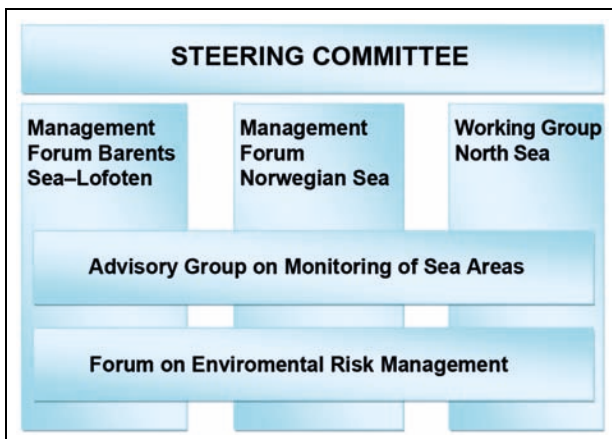 STEERING COMMITTEE
Management
Forum Barents
Sea–Lofoten
Management
Forum
Norwegian Sea
Working Group
North Sea
Advisory Group on Monitoring of Sea Areas
Forum on Enviromental Risk Management